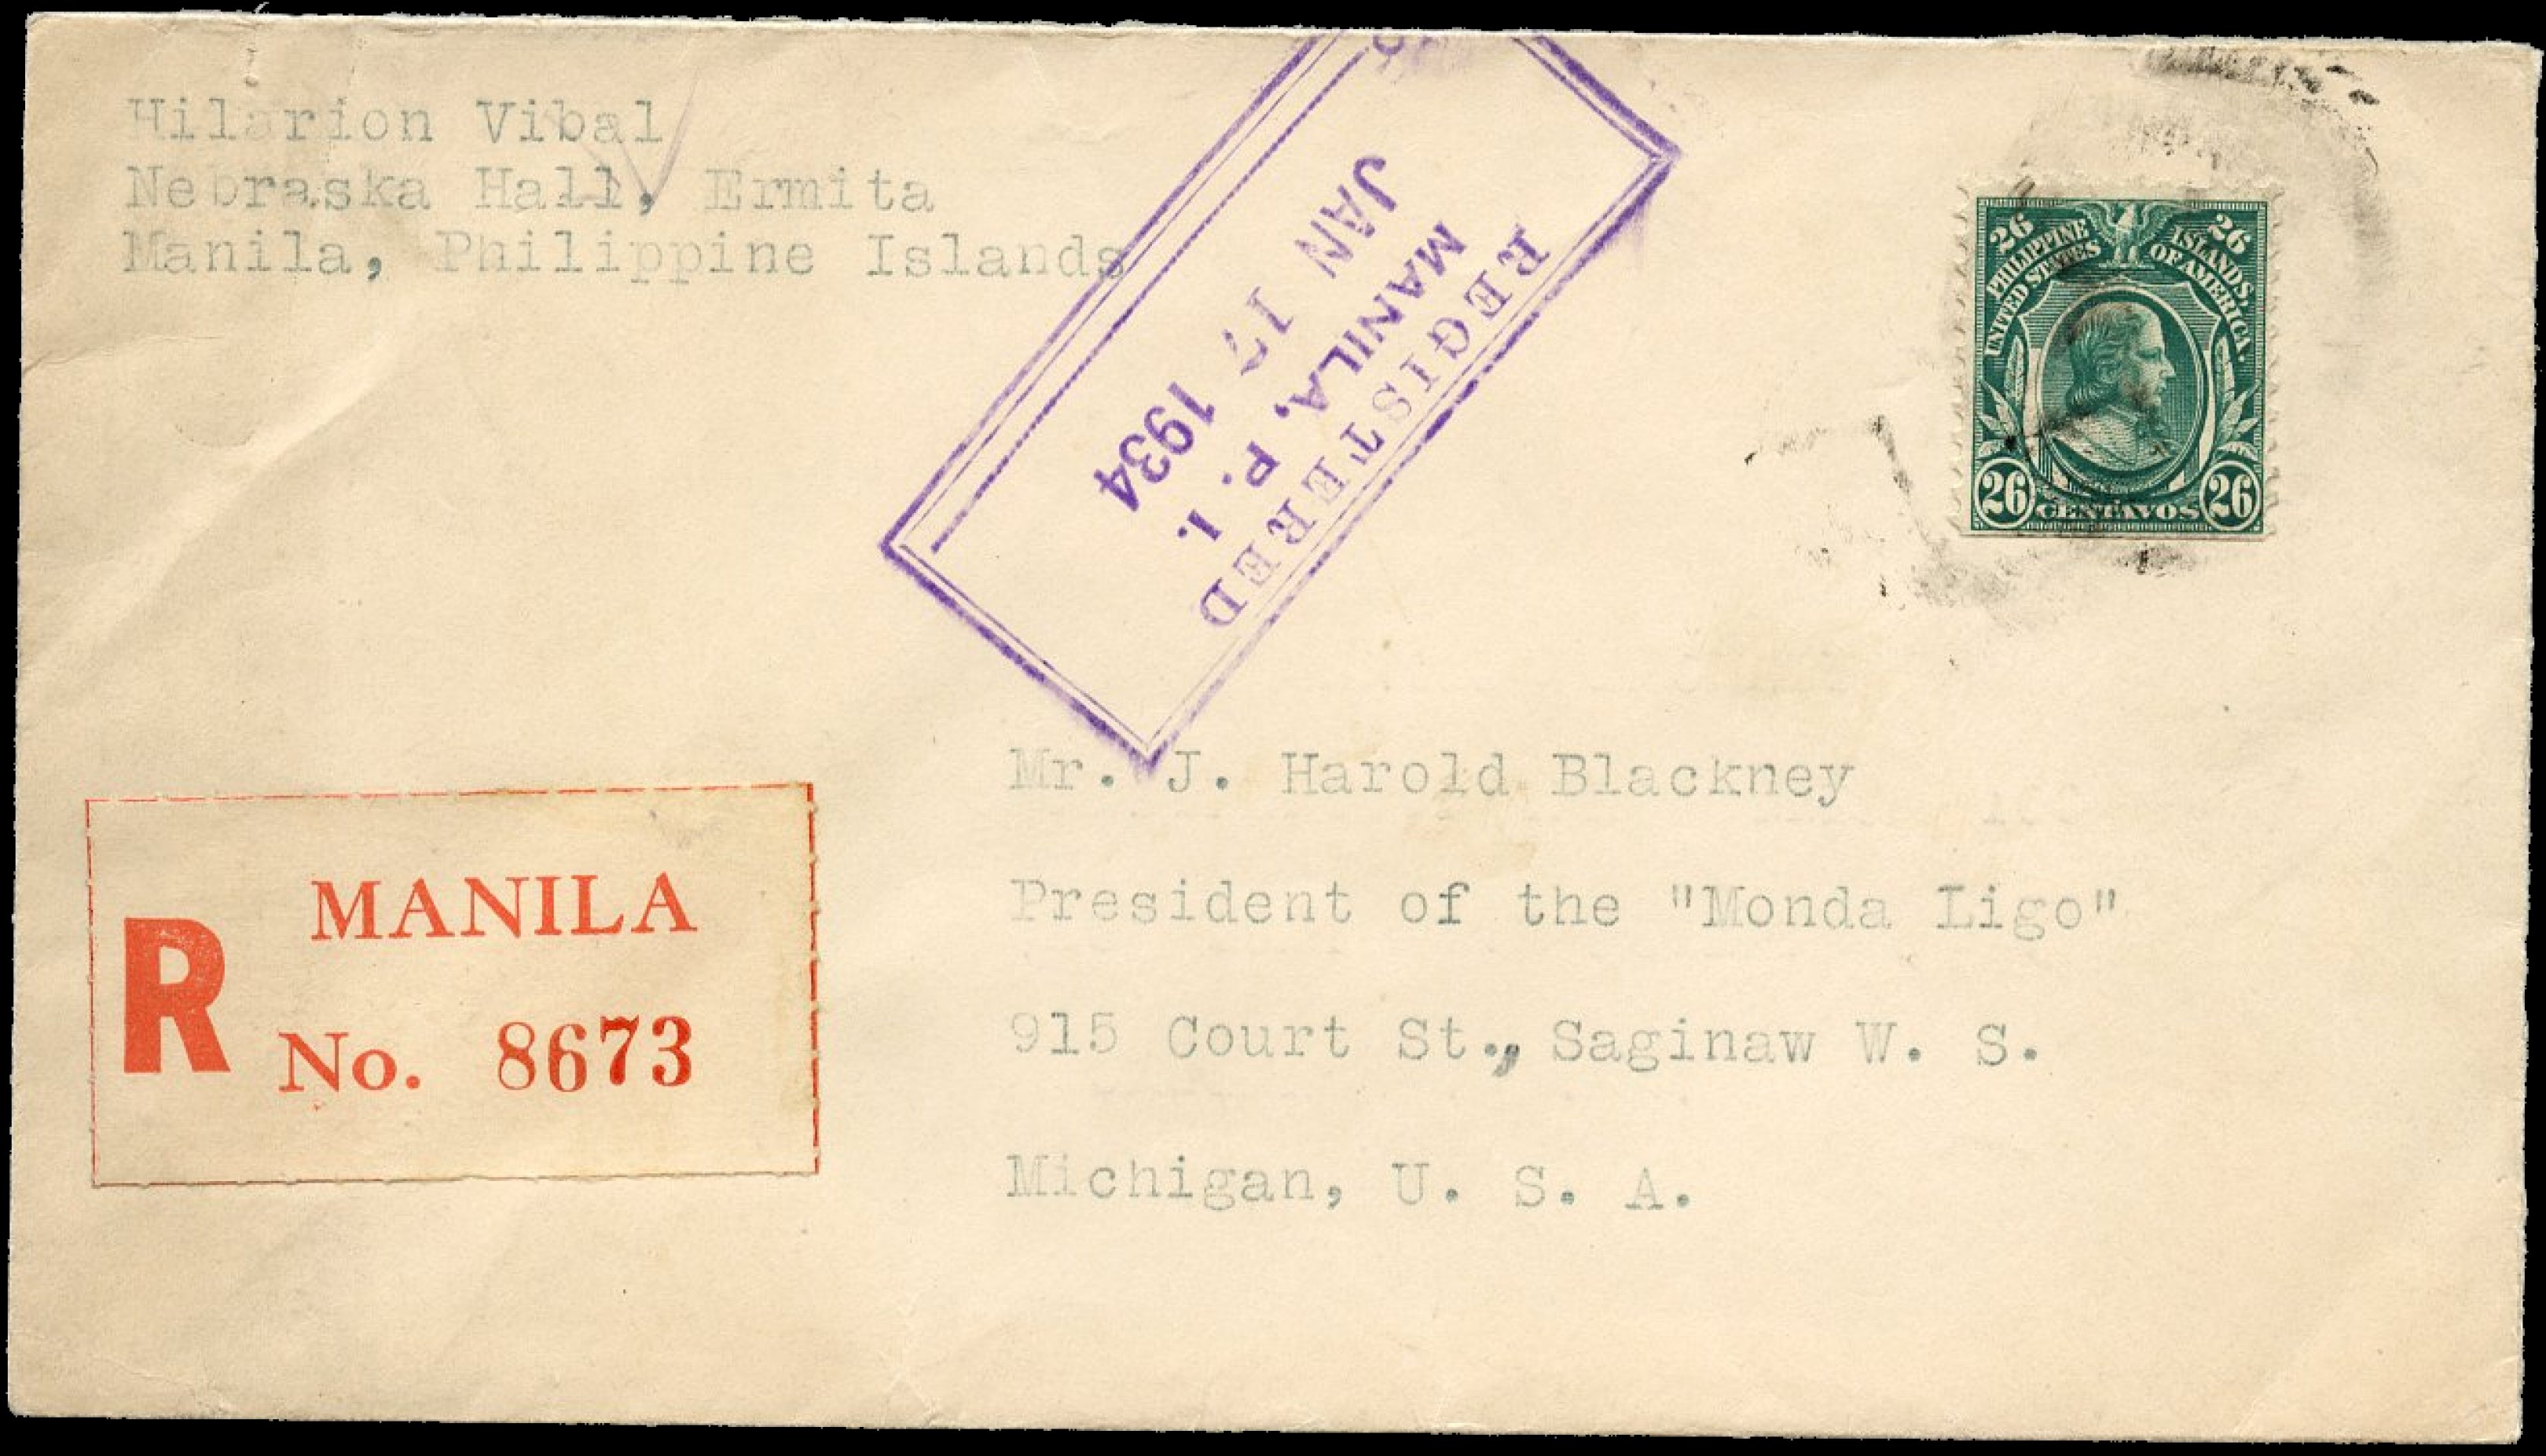 Hilarion Vibal
Nebraska Hall, Ermita
Manila, Philippine Islands
REGISTERED
MANILA, P. I.
JAN 17 1934
26 26
PHILIPPINE ISLANDS,
UNITED STATES OF AMERICA.
26 CENTAVOS 26
Mr. J. Harold Blackney
President of the "Monda Ligo"
915 Court St., Saginaw W. S.
Michigan, U. S. A.
R MANILA
No. 8673